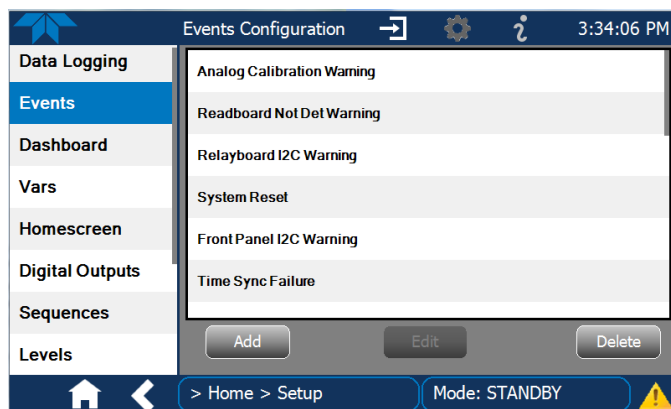 Events Configuration
3:34:06 PM
Data Logging
Events
Dashboard
Vars
Homescreen
Digital Outputs
Sequences
Levels
Analog Calibration Warning
Readboard Not Det Warning
Relayboard I2C Warning
System Reset
Front Panel I2C Warning
Time Sync Failure
Add
Edit
Delete
> Home > Setup
Mode: STANDBY